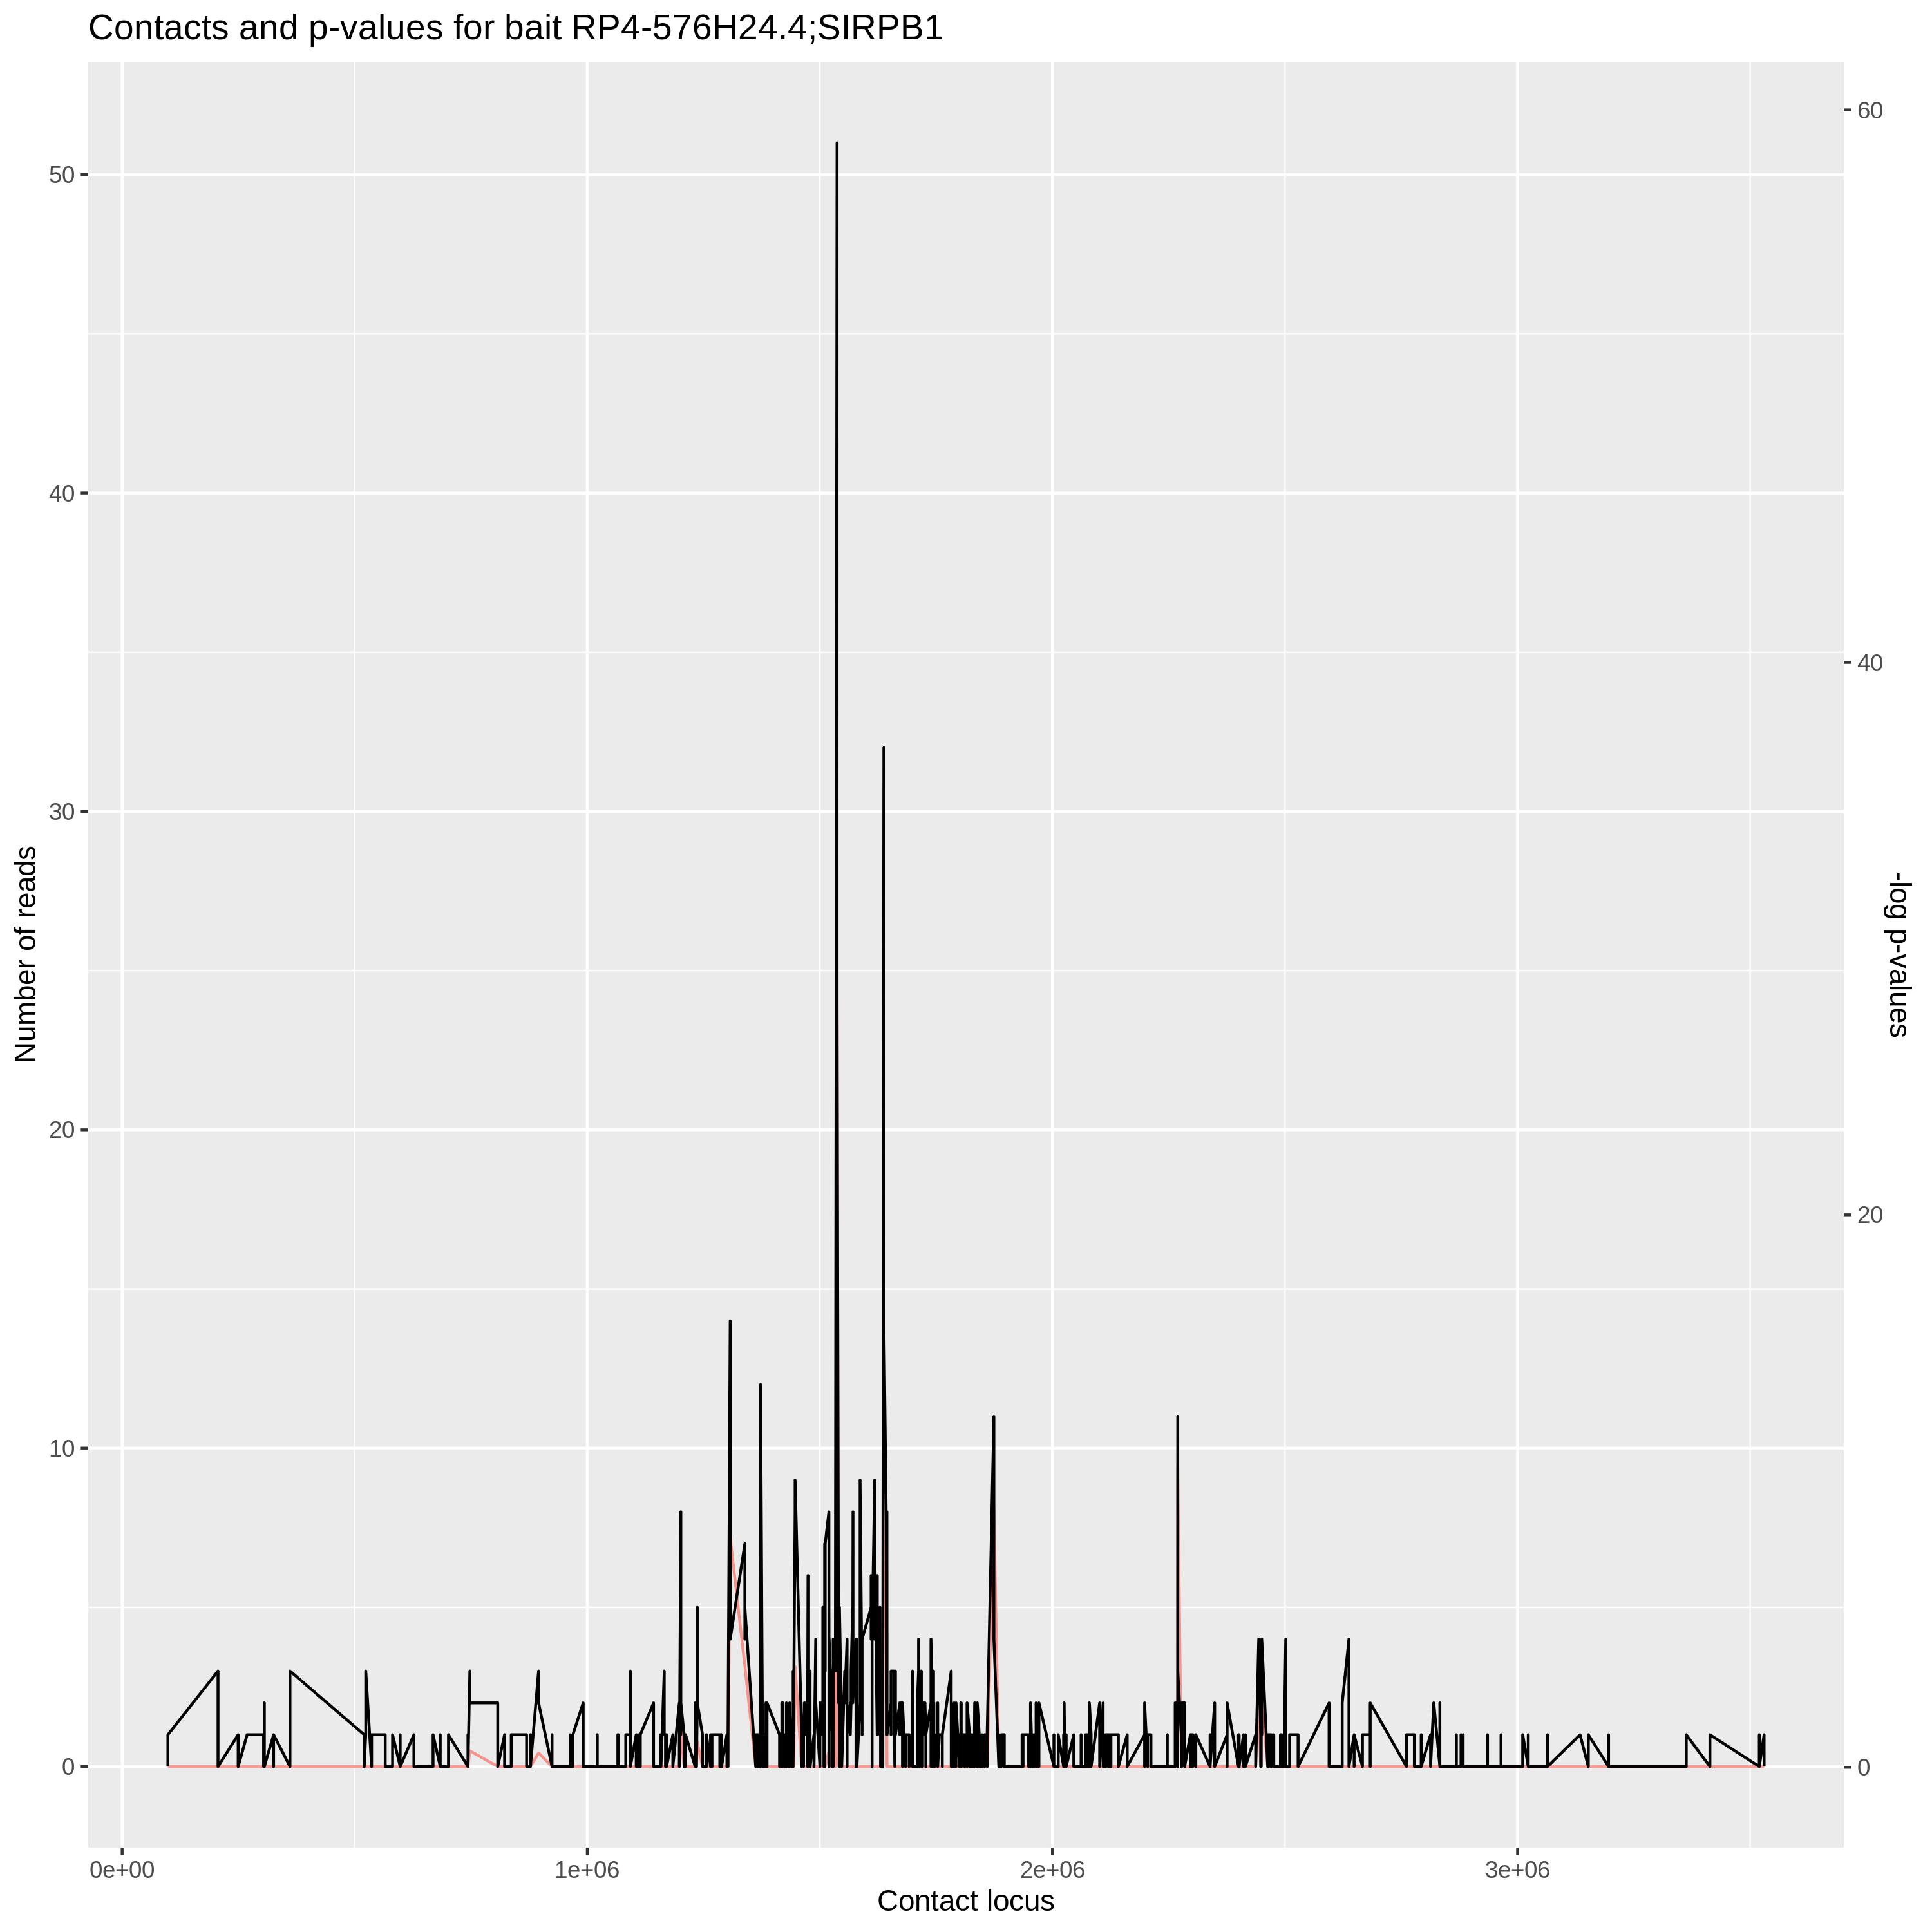 Contacts and p-values for bait RP4-576H24.4;SIRPB1
Number of reads
50
40
30
20
10
0
60
40
20
0
-log p-values
0e+00
1e+06
2e+06
3e+06
Contact locus